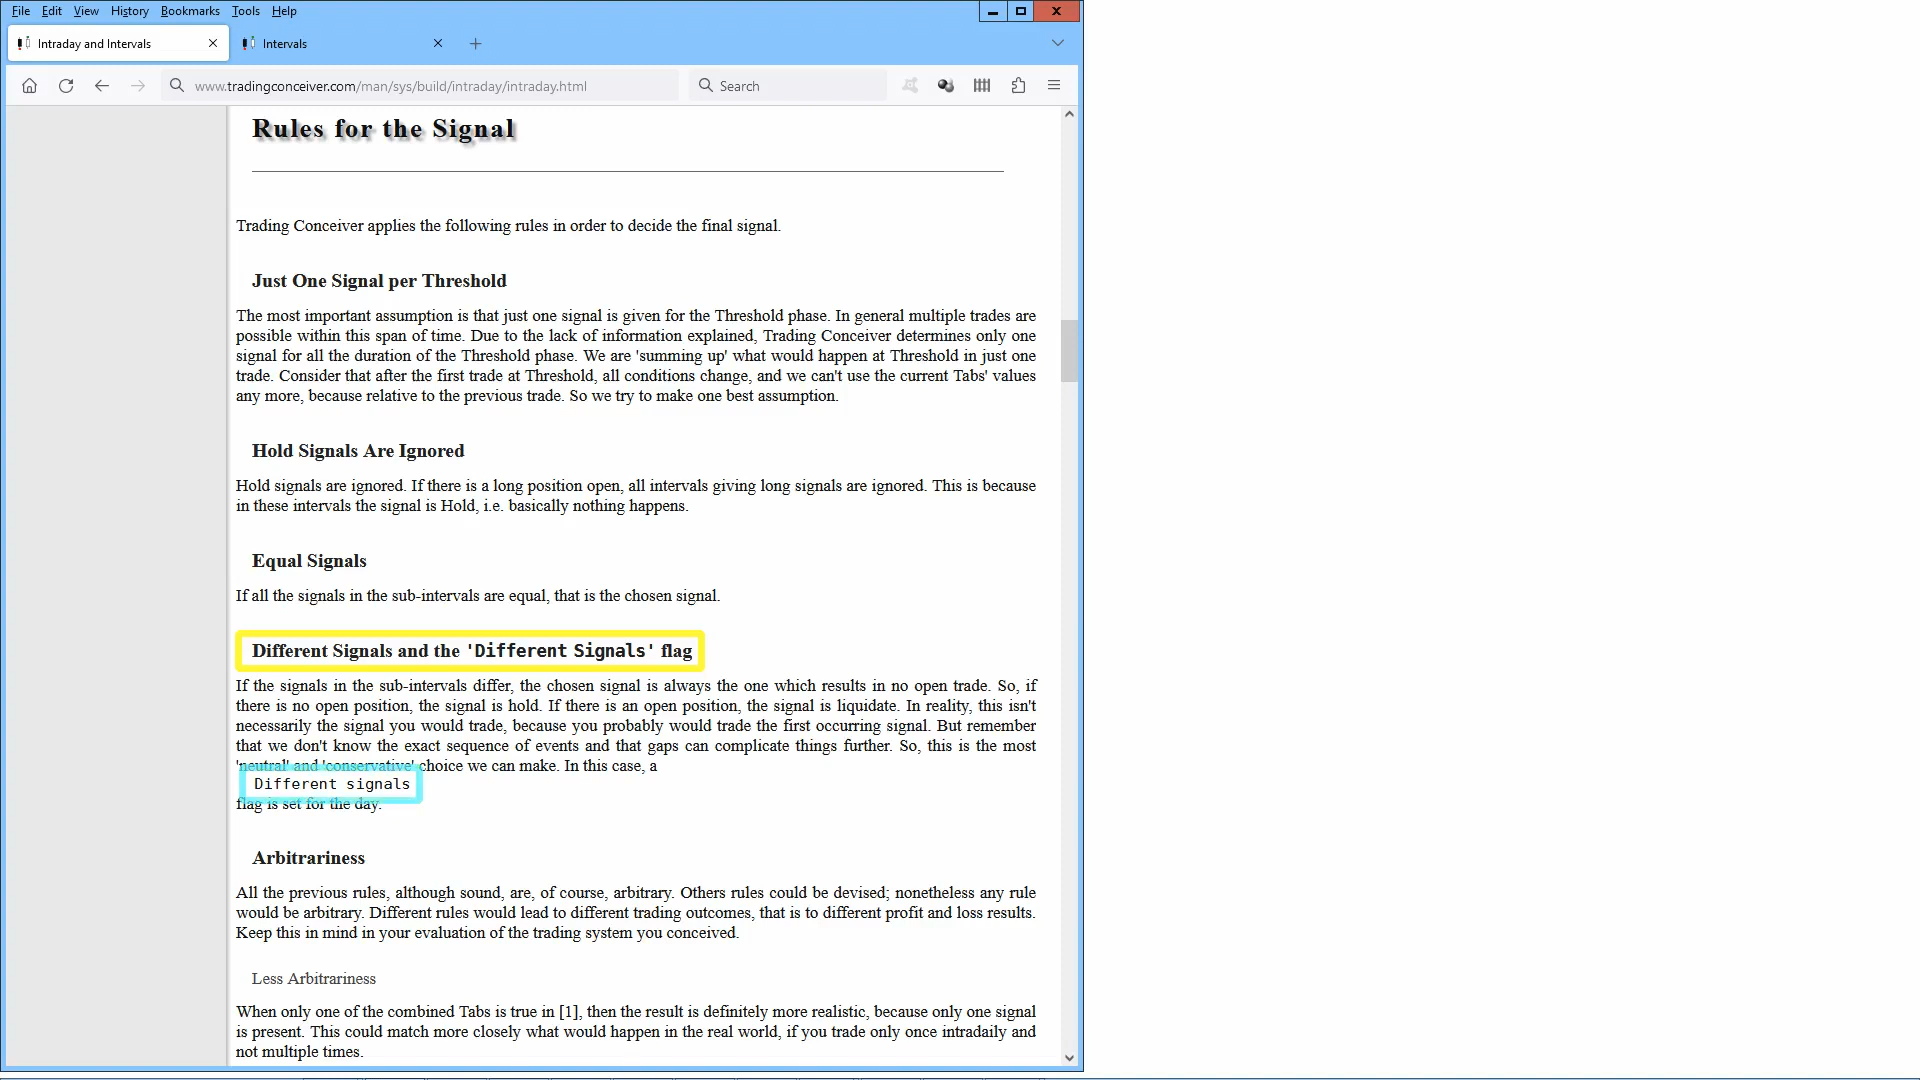 File Edit View History Bookmarks Tools Help
Intraday and Intervals
Intervals
www.tradingconceiver.com/man/sys/build/intraday/intraday.html
Search
Rules for the Signal
Trading Conceiver applies the following rules in order to decide the final signal.
Just One Signal per Threshold
The most important assumption is that just one signal is given for the Threshold phase. In general multiple trades are
possible within this span of time. Due to the lack of information explained, Trading Conceiver determines only one
signal for all the duration of the Threshold phase. We are 'summing up' what would happen at Threshold in just one
trade. Consider that after the first trade at Threshold, all conditions change, and we can't use the current Tabs' values
any more, because relative to the previous trade. So we try to make one best assumption.
Hold Signals Are Ignored
Hold signals are ignored. If there is a long position open, all intervals giving long signals are ignored. This is because
in these intervals the signal is Hold, i.e. basically nothing happens.
Equal Signals
If all the signals in the sub-intervals are equal, that is the chosen signal.
Different Signals and the 'Different Signals' flag
If the signals in the sub-intervals differ, the chosen signal is always the one which results in no open trade. So, if
there is no open position, the signal is hold. If there is an open position, the signal is liquidate. In reality, this isn't
necessarily the signal you would trade, because you probably would trade the first occurring signal. But remember
that we don't know the exact sequence of events and that gaps can complicate things further. So, this is the most
'neutral' and 'conservative' choice we can make. In this case, a
Different signals
flag is set for the day.
Arbitrariness
All the previous rules, although sound, are, of course, arbitrary. Others rules could be devised; nonetheless any rule
would be arbitrary. Different rules would lead to different trading outcomes, that is to different profit and loss results.
Keep this in mind in your evaluation of the trading system you conceived.
Less Arbitrariness
When only one of the combined Tabs is true in [1], then the result is definitely more realistic, because only one signal
is present. This could match more closely what would happen in the real world, if you trade only once intradaily and
not multiple times.